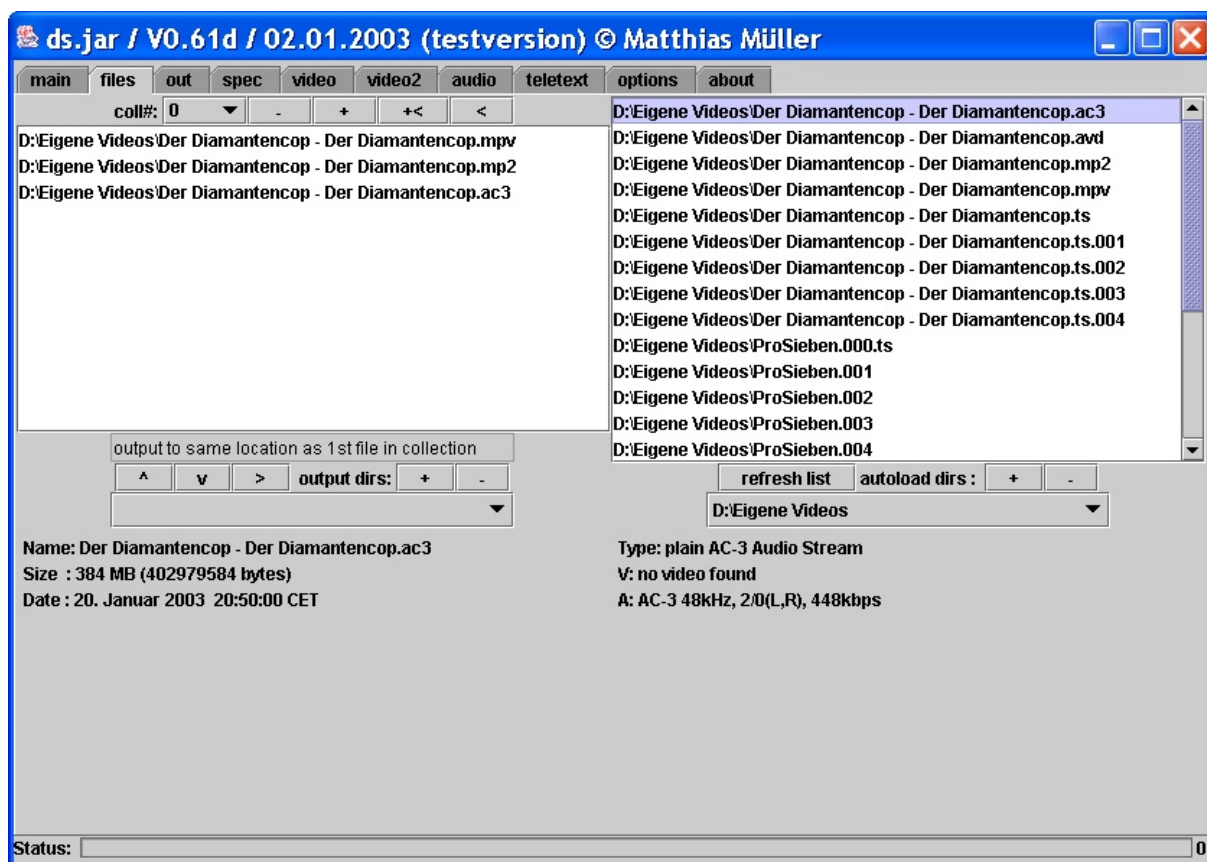 ds.jar / V0.61d / 02.01.2003 (testversion) © Matthias Müller
main files out spec video video2 audio teletext options about
coll#: 0 - + +< <
D:\Eigene Videos\Der Diamantencop - Der Diamantencop.mpv
D:\Eigene Videos\Der Diamantencop - Der Diamantencop.mp2
D:\Eigene Videos\Der Diamantencop - Der Diamantencop.ac3
output to same location as 1st file in collection
^ v > output dirs: + -
D:\Eigene Videos\Der Diamantencop - Der Diamantencop.ac3
D:\Eigene Videos\Der Diamantencop - Der Diamantencop.avd
D:\Eigene Videos\Der Diamantencop - Der Diamantencop.mp2
D:\Eigene Videos\Der Diamantencop - Der Diamantencop.mpv
D:\Eigene Videos\Der Diamantencop - Der Diamantencop.ts
D:\Eigene Videos\Der Diamantencop - Der Diamantencop.ts.001
D:\Eigene Videos\Der Diamantencop - Der Diamantencop.ts.002
D:\Eigene Videos\Der Diamantencop - Der Diamantencop.ts.003
D:\Eigene Videos\Der Diamantencop - Der Diamantencop.ts.004
D:\Eigene Videos\ProSieben.000.ts
D:\Eigene Videos\ProSieben.001
D:\Eigene Videos\ProSieben.002
D:\Eigene Videos\ProSieben.003
D:\Eigene Videos\ProSieben.004
refresh list autoload dirs : + -
D:\Eigene Videos
Name: Der Diamantencop - Der Diamantencop.ac3
Size : 384 MB (402979584 bytes)
Date : 20. Januar 2003 20:50:00 CET
Type: plain AC-3 Audio Stream
V: no video found
A: AC-3 48kHz, 2/0(L,R), 448kbps
Status: 0